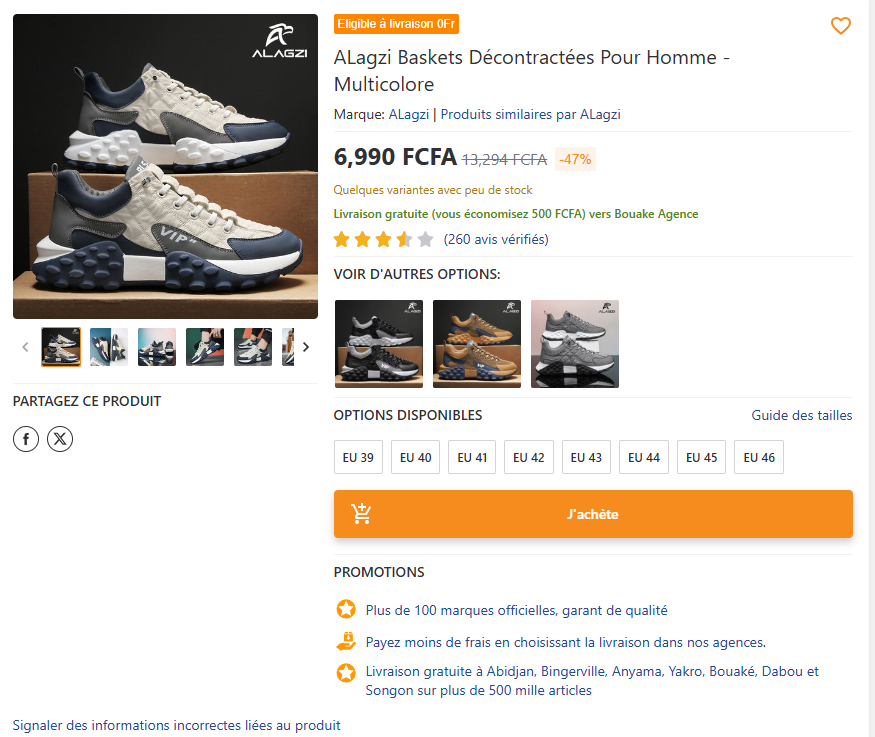 ALAGZI
VIP
PARTAGEZ CE PRODUIT
Eligible à livraison 0Fr
ALagzi Baskets Décontractées Pour Homme -
Multicolore
Marque: ALagzi | Produits similaires par ALagzi
6,990 FCFA 13,294 FCFA -47%
Quelques variantes avec peu de stock
Livraison gratuite (vous économisez 500 FCFA) vers Bouake Agence
(260 avis vérifiés)
VOIR D'AUTRES OPTIONS:
OPTIONS DISPONIBLES Guide des tailles
EU 39 EU 40 EU 41 EU 42 EU 43 EU 44 EU 45 EU 46
J'achète
PROMOTIONS
Plus de 100 marques officielles, garant de qualité
Payez moins de frais en choisissant la livraison dans nos agences.
Livraison gratuite à Abidjan, Bingerville, Anyama, Yakro, Bouaké, Dabou et
Songon sur plus de 500 mille articles
Signaler des informations incorrectes liées au produit